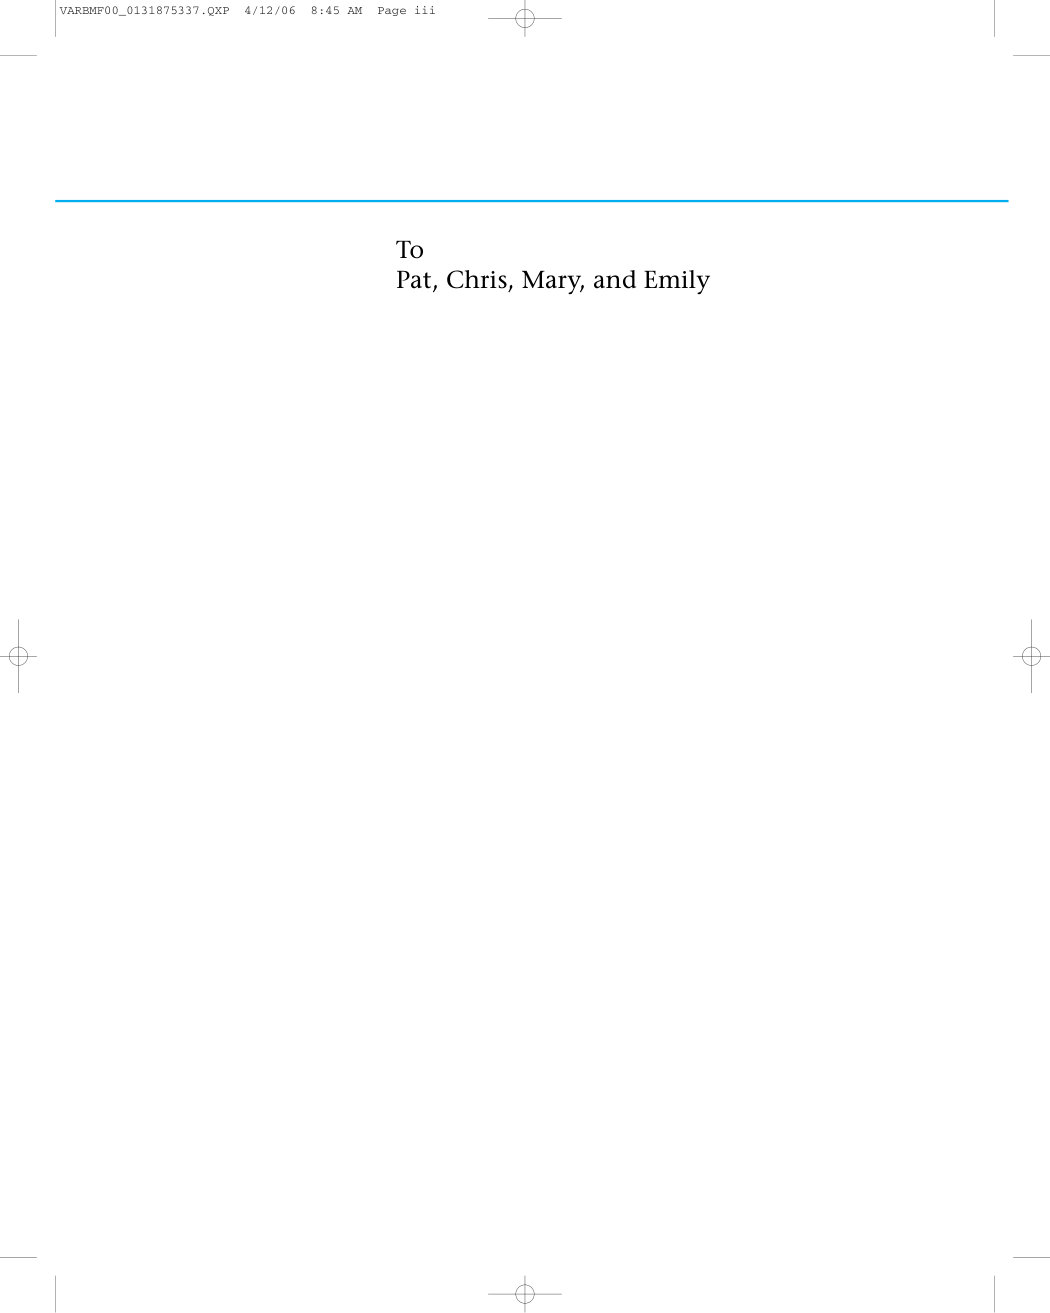 VARBMF00_0131875337.QXP 4/12/06 8:45 AM Page iii
To
Pat, Chris, Mary, and Emily